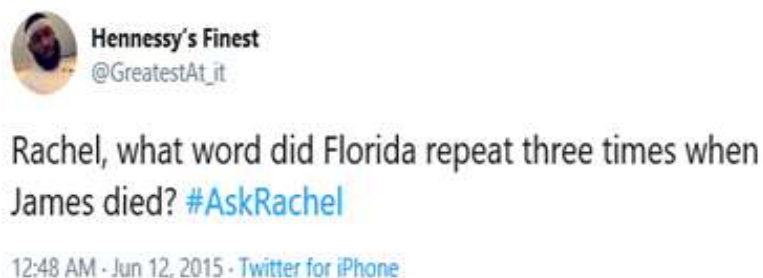 Hennessy's Finest
@GreatestAt_it
Rachel, what word did Florida repeat three times when
James died? #AskRachel
12:48 AM - Jun 12, 2015 - Twitter for iPhone